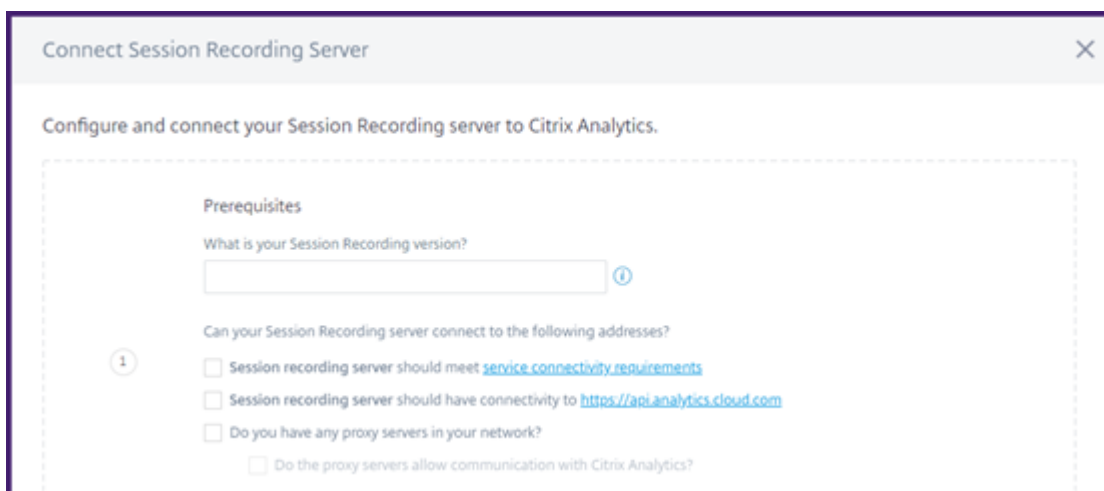 Connect Session Recording Server
Configure and connect your Session Recording server to Citrix Analytics.
Prerequisites
What is your Session Recording version?
Can your Session Recording server connect to the following addresses?
1
Session recording server should meet service connectivity requirements
Session recording server should have connectivity to https://api.analytics.cloud.com
Do you have any proxy servers in your network?
Do the proxy servers allow communication with Citrix Analytics?